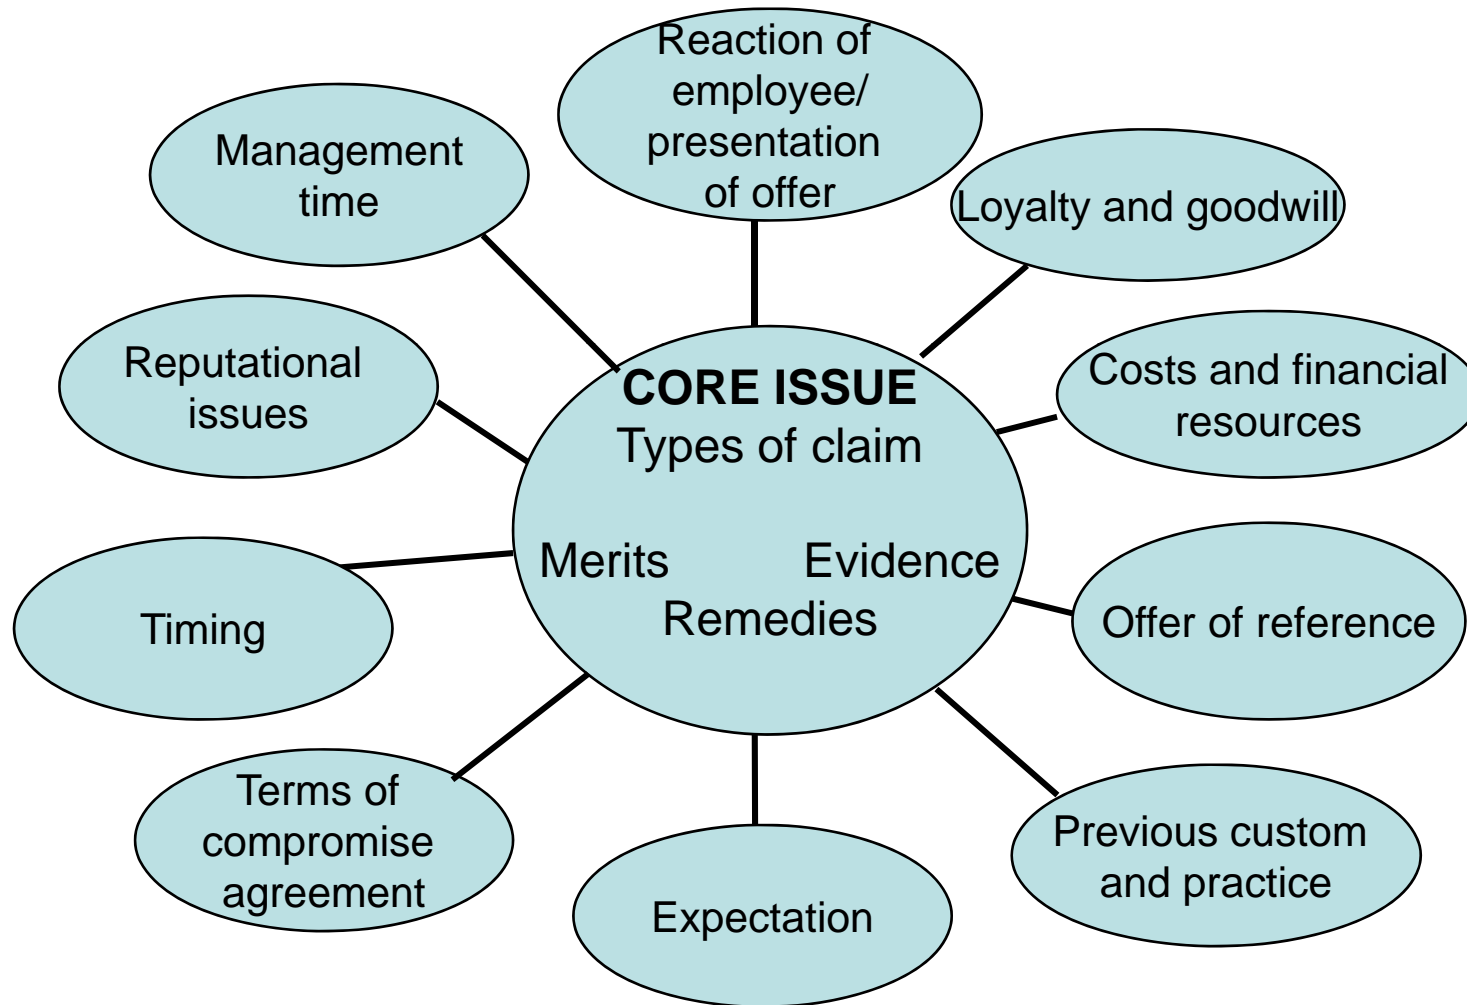 Reaction of
employee/
presentation
of offer
Management
time
Loyalty and goodwill
Reputational
issues
CORE ISSUE
Types of claim
Merits Evidence
Remedies
Costs and financial
resources
Timing
Offer of reference
Terms of
compromise
agreement
Expectation
Previous custom
and practice